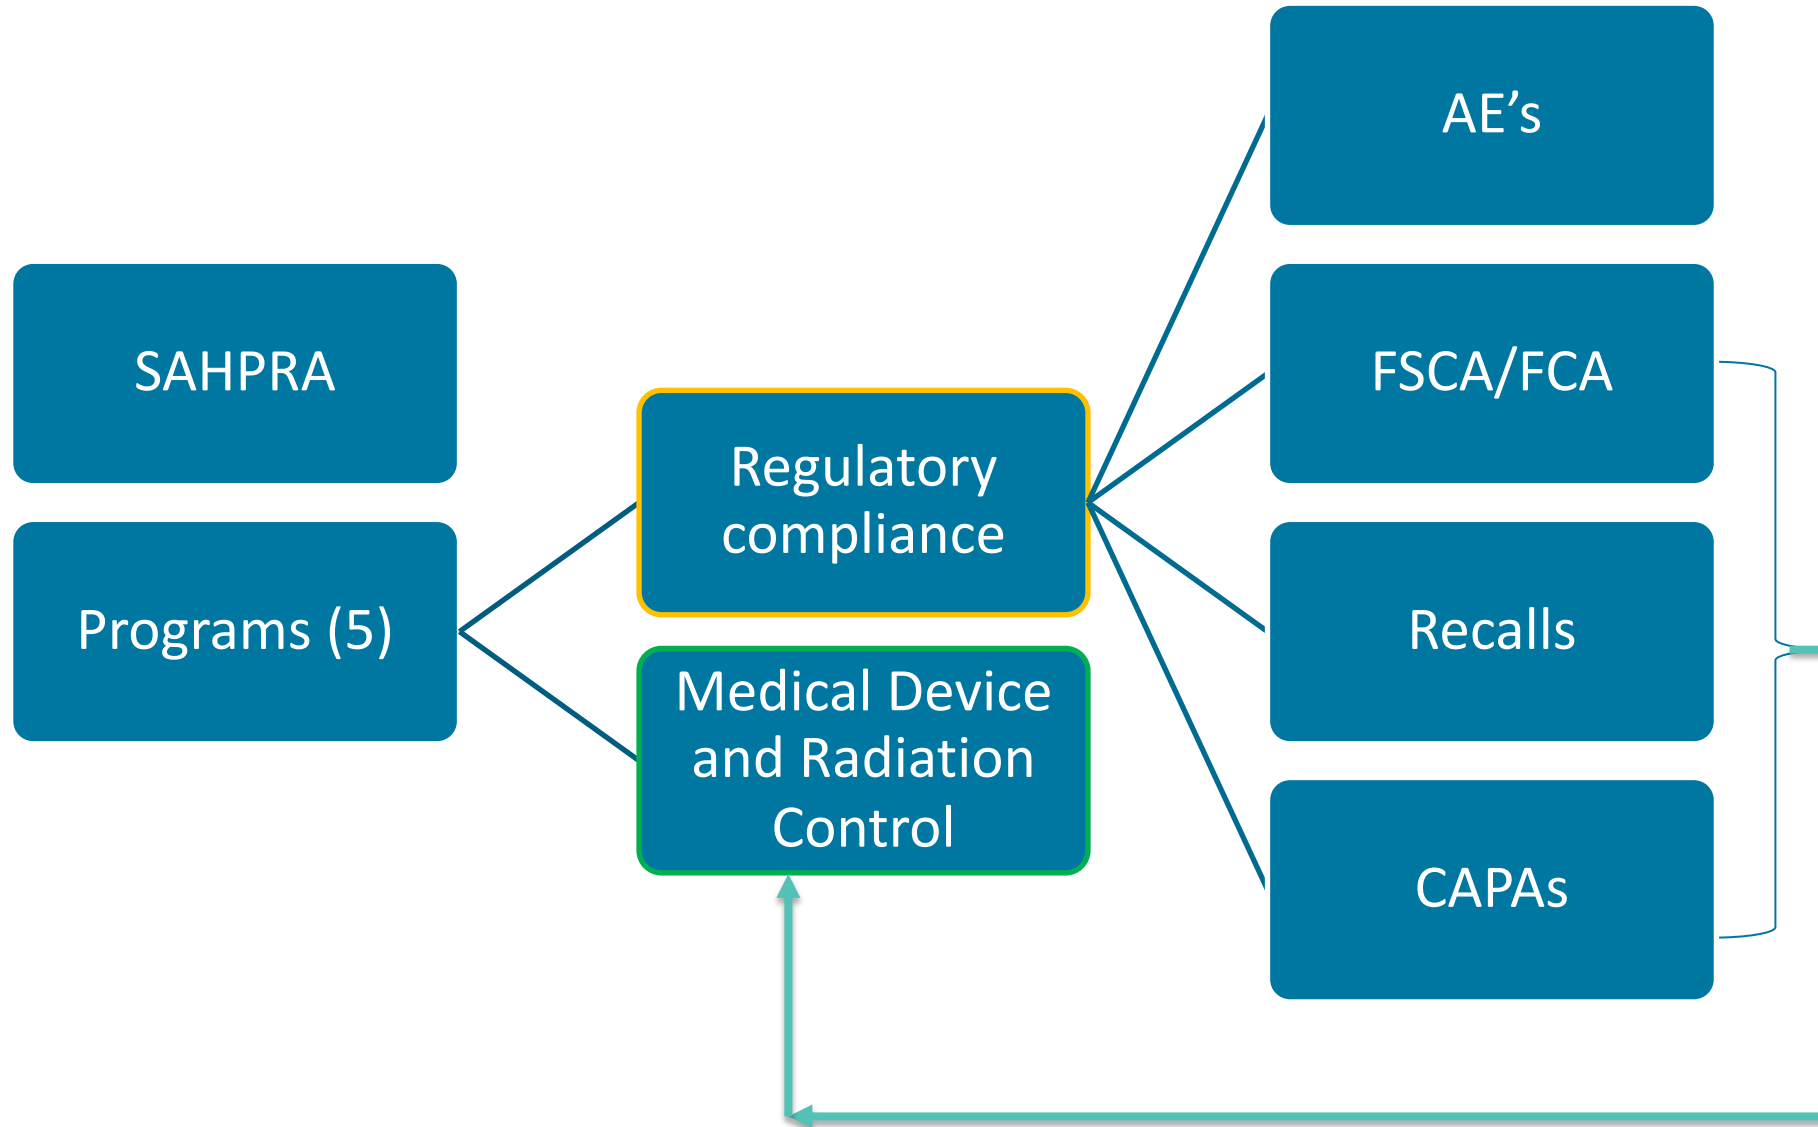 SAHPRA
Programs (5)
Regulatory
compliance
Medical Device
and Radiation
Control
AE’s
FSCA/FCA
Recalls
CAPAs